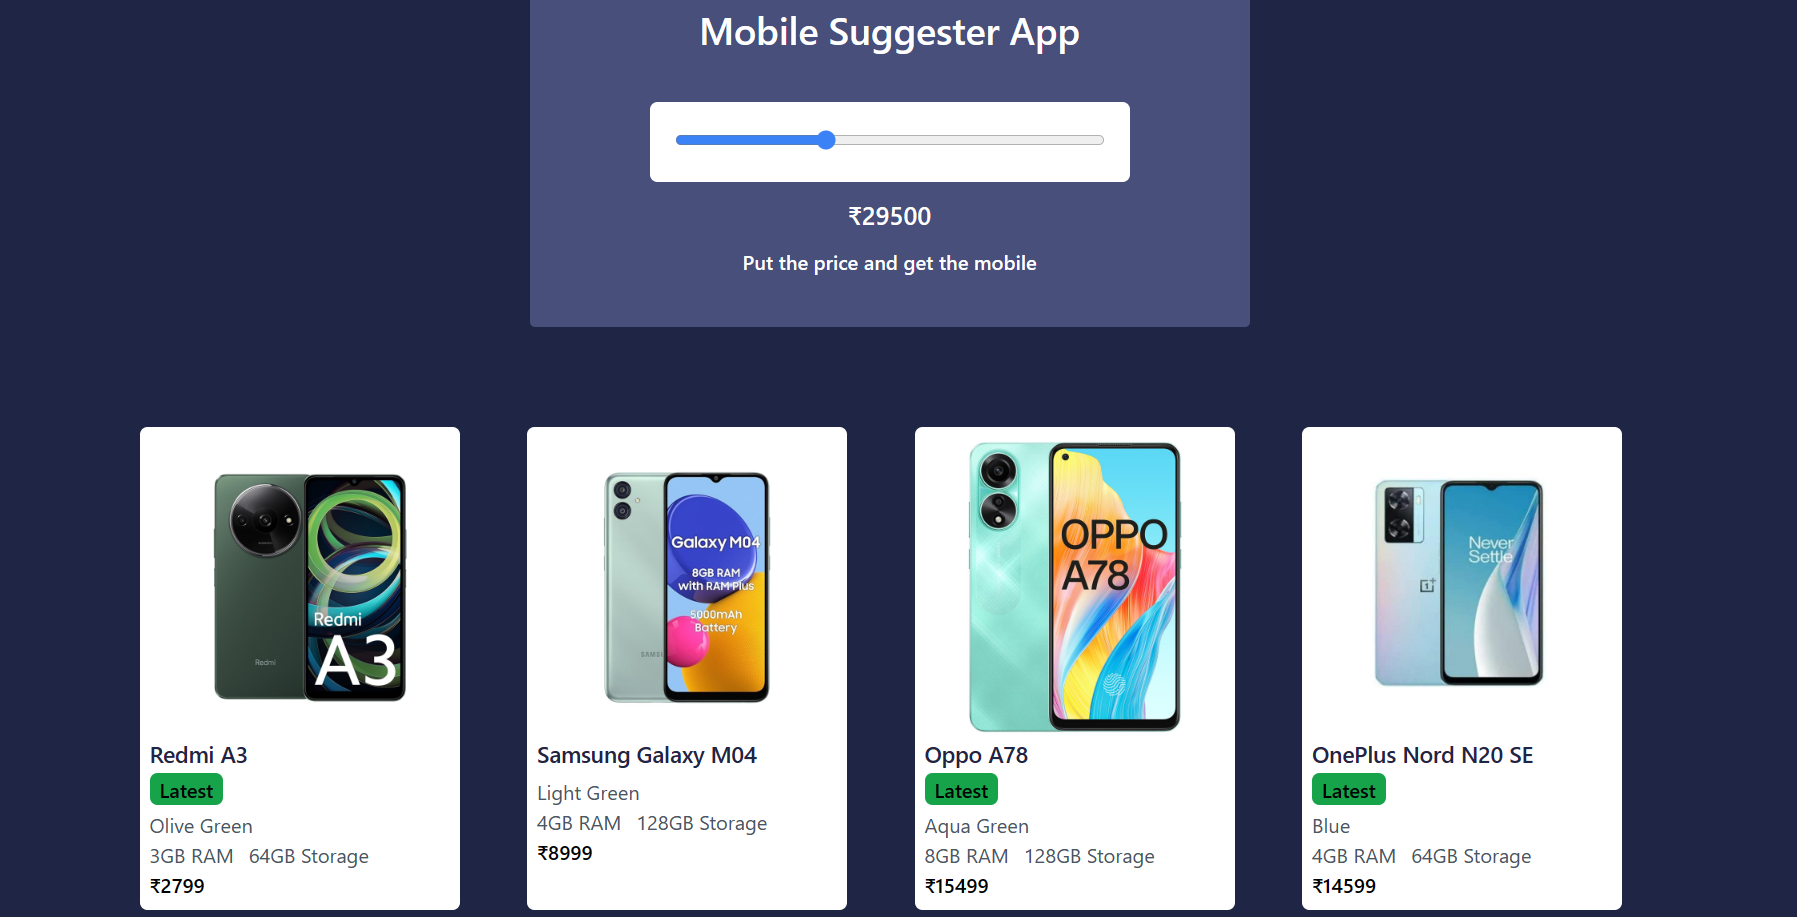 Mobile Suggester App
₹29500
Put the price and get the mobile
Redmi
Redmi
A3
Redmi A3
Latest
Olive Green
3GB RAM 64GB Storage
₹2799
Galaxy M04
8GB RAM
with RAM Plus
5000mAh
Battery
Samsung Galaxy M04
Light Green
4GB RAM 128GB Storage
₹8999
OPPO
A78
Oppo A78
Latest
Aqua Green
8GB RAM 128GB Storage
₹15499
Never
Settle
OnePlus Nord N20 SE
Latest
Blue
4GB RAM 64GB Storage
₹14599